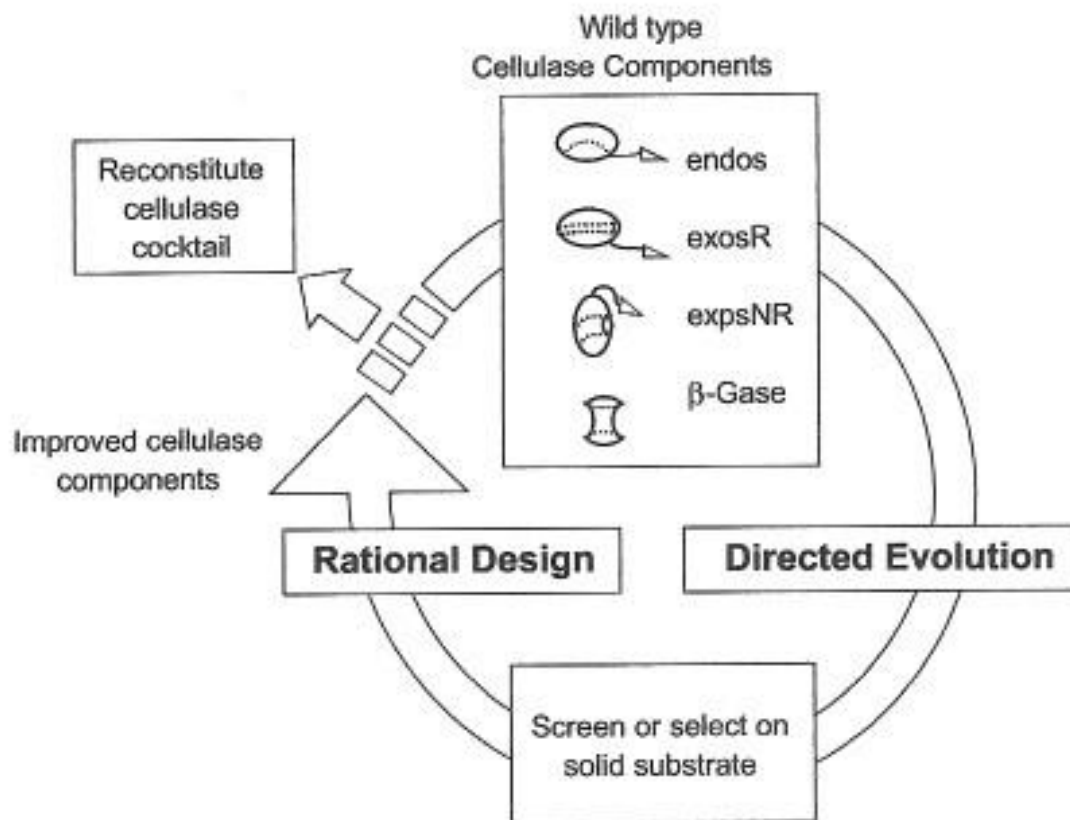 Wild type
Cellulase Components
endos
exosR
expsNR
β-Gase
Reconstitute
cellulase
cocktail
Improved cellulase
components
Rational Design
Directed Evolution
Screen or select on
solid substrate